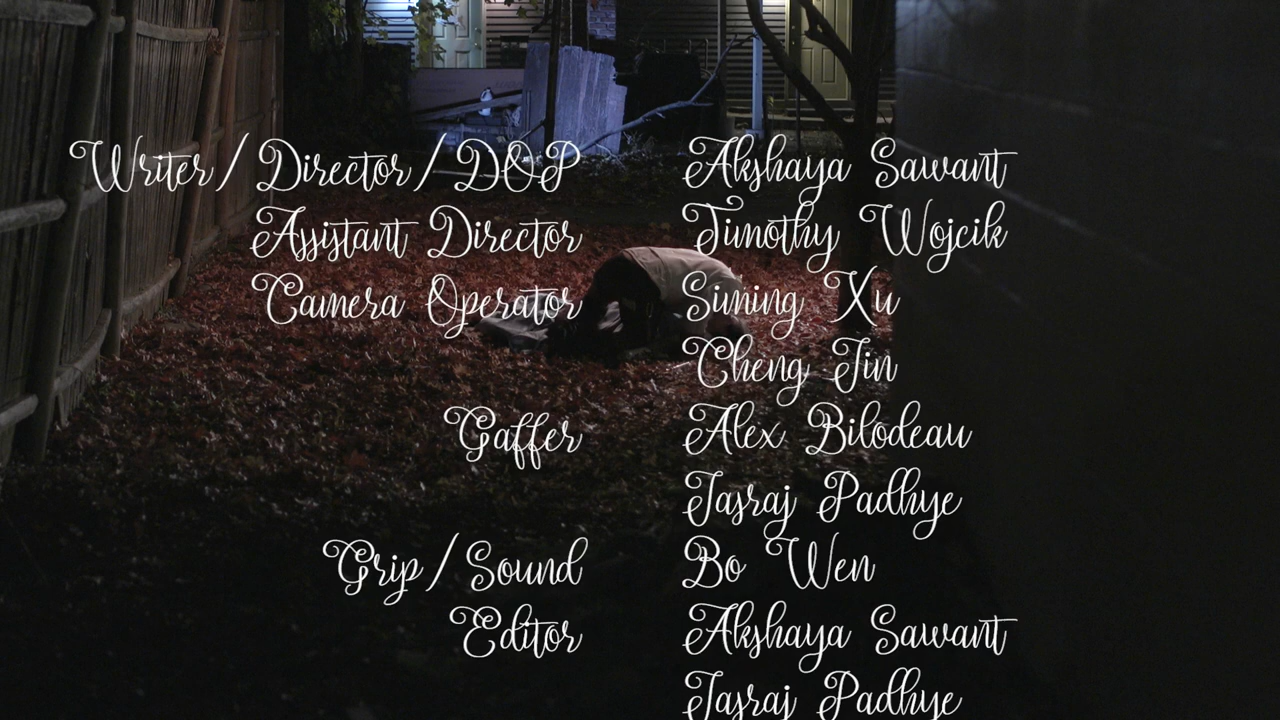 Writer/Director/DOP Akshaya Sawant
Assistant Director Timothy Wojcik
Camera Operator Siming Xu
Cheng Jin
Gaffer Alex Bilodeau
Jasraj Padhye
Grip/Sound Bo Wen
Editor Akshaya Sawant
Jasraj Padhye